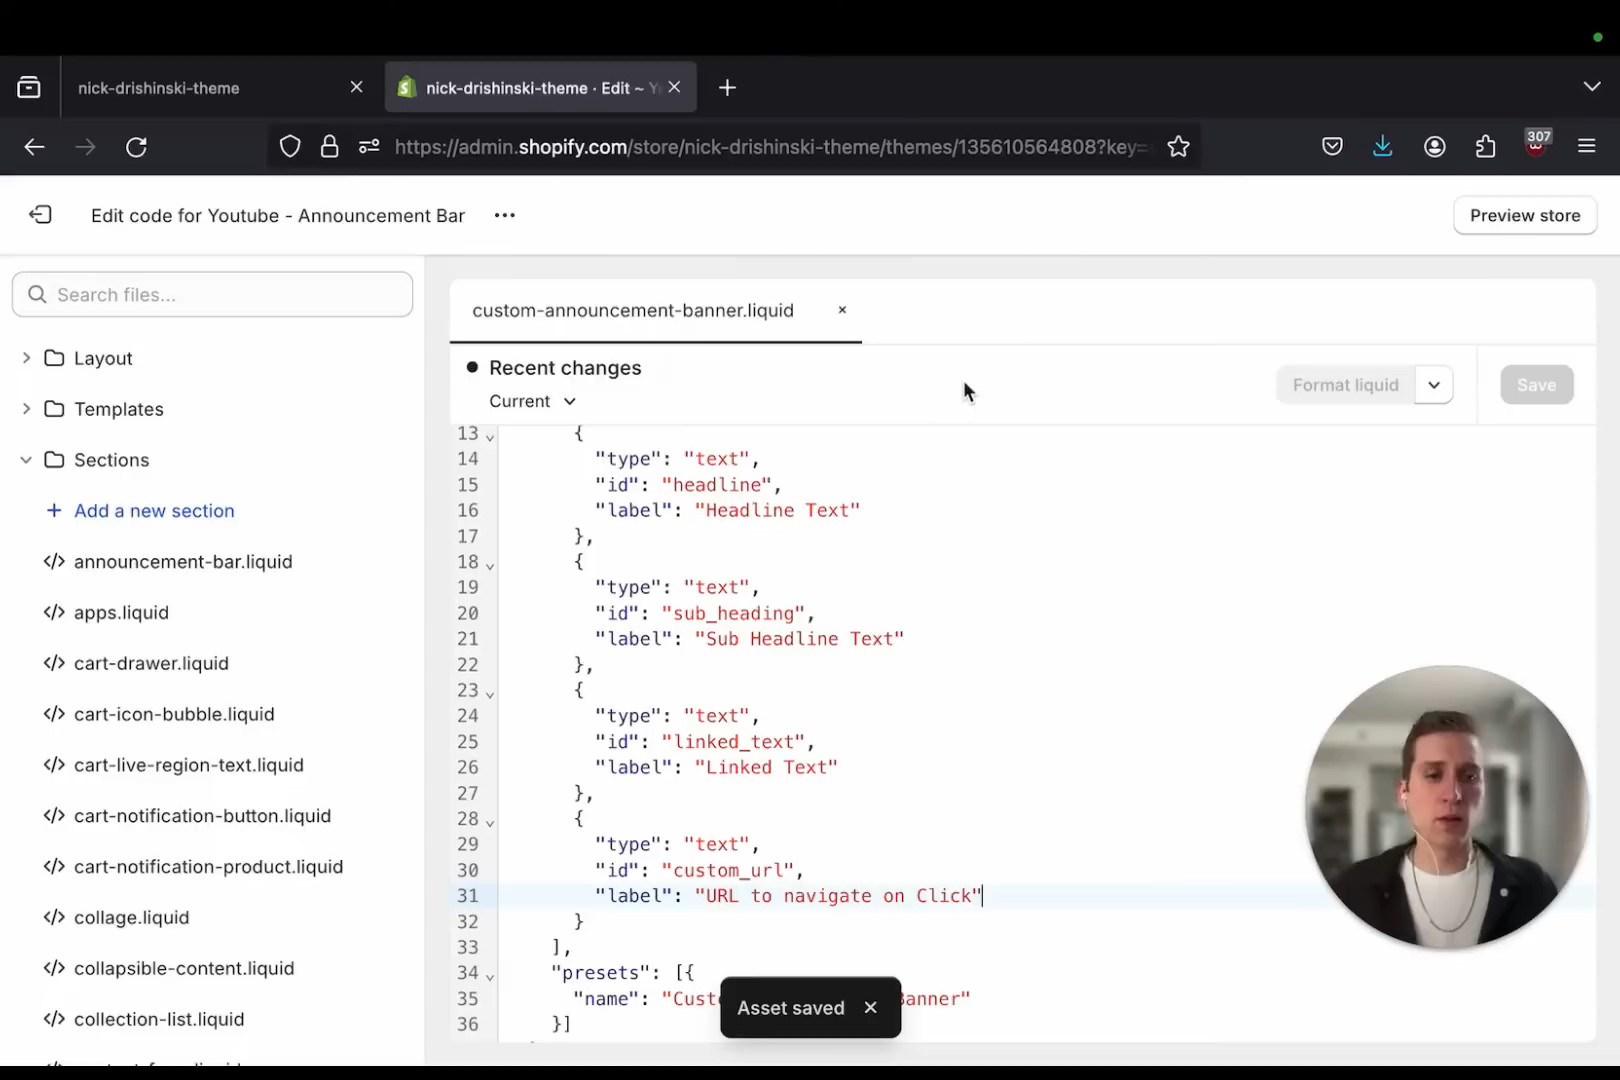 nick-drishinski-theme
nick-drishinski-theme · Edit ~ Y
https://admin.shopify.com/store/nick-drishinski-theme/themes/135610564808?key=
307
Edit code for Youtube - Announcement Bar
Preview store
Search files...
Layout
Templates
Sections
+ Add a new section
</> announcement-bar.liquid
</> apps.liquid
</> cart-drawer.liquid
</> cart-icon-bubble.liquid
</> cart-live-region-text.liquid
</> cart-notification-button.liquid
</> cart-notification-product.liquid
</> collage.liquid
</> collapsible-content.liquid
</> collection-list.liquid
custom-announcement-banner.liquid
Recent changes
Current
Format liquid
Save
13 {
14 "type": "text",
15 "id": "headline",
16 "label": "Headline Text"
17 },
18 {
19 "type": "text",
20 "id": "sub_heading",
21 "label": "Sub Headline Text"
22 },
23 {
24 "type": "text",
25 "id": "linked_text",
26 "label": "Linked Text"
27 },
28 {
29 "type": "text",
30 "id": "custom_url",
31 "label": "URL to navigate on Click"
32 }
33 ],
34 "presets": [{
35 "name": "Custo Banner"
36 }]
Asset saved